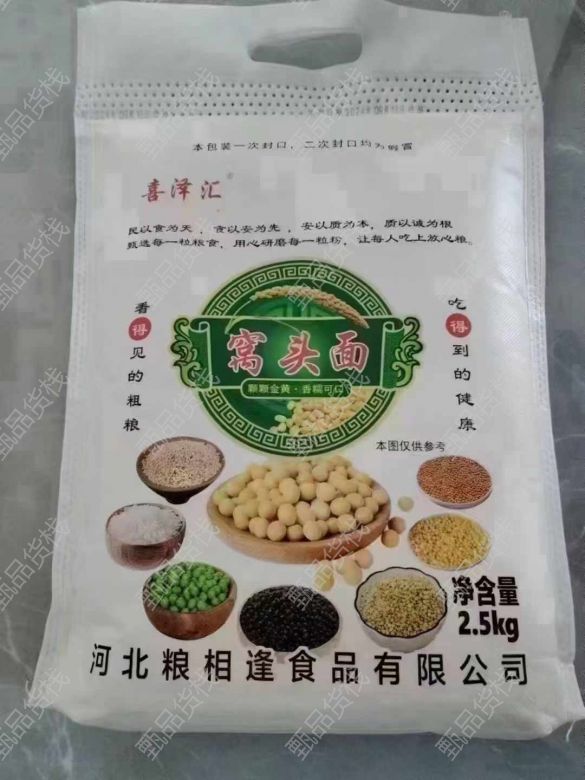 本包装一次封口，二次封口均为假冒
喜泽汇®
民以食为天，食以安为先，安以质为本，质以诚为根
甄选每一粒粮食，用心研磨每一粒粉，让每人吃上放心粮。
看得见的粗粮
吃得到的健康
窝头面
颗颗金黄·香糯可口
本图仅供参考
净含量
2.5kg
河北粮相逢食品有限公司
甄品货栈